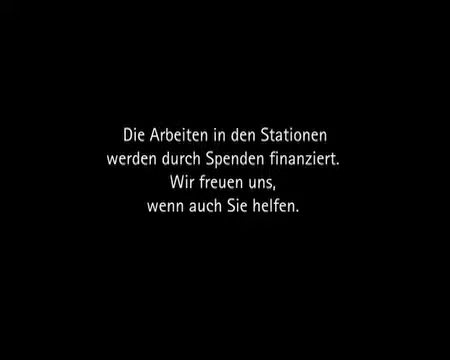 Die Arbeiten in den Stationen
werden durch Spenden finanziert.
Wir freuen uns,
wenn auch Sie helfen.